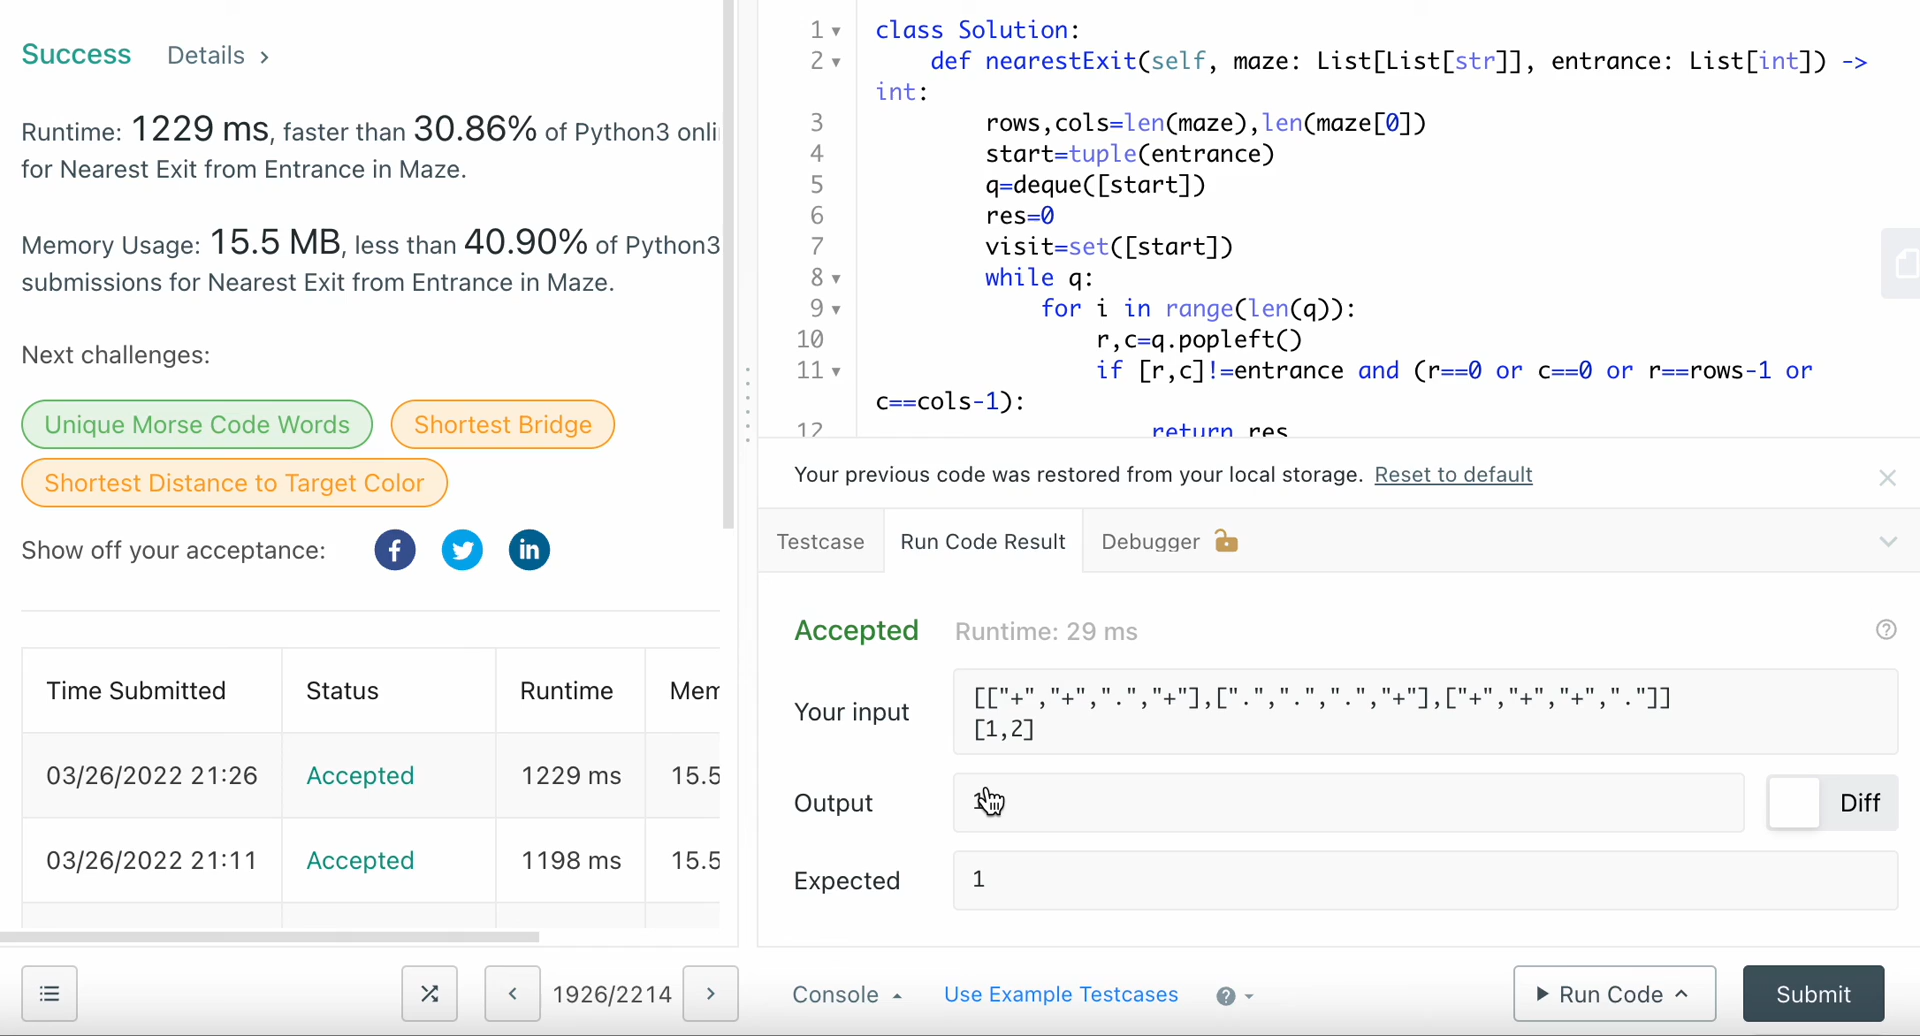 Success Details >
Runtime: 1229 ms, faster than 30.86% of Python3
for Nearest Exit from Entrance in Maze.
Memory Usage: 15.5 MB, less than 40.90% of Python3
submissions for Nearest Exit from Entrance in Maze.
Next challenges:
Unique Morse Code Words Shortest Bridge
Shortest Distance to Target Color
Show off your acceptance:
Time Submitted Status Runtime
03/26/2022 21:26 Accepted 1229 ms 15.5
03/26/2022 21:11 Accepted 1198 ms 15.5
1926/2214
1 class Solution:
2 def nearestExit(self, maze: List[List[str]], entrance: List[int]) ->
int:
3 rows,cols=len(maze),len(maze[0])
4 start=tuple(entrance)
5 q=deque([start])
6 res=0
7 visit=set([start])
8 while q:
9 for i in range(len(q)):
10 r,c=q.popleft()
11 if [r,c]!=entrance and (r==0 or c==0 or r==rows-1 or
c==cols-1):
12 return res
Your previous code was restored from your local storage. Reset to default
Testcase Run Code Result Debugger
Accepted Runtime: 29 ms
Your input
[["+","+",".","+"],[".",".",".","+"],["+","+","+","."]]
[1,2]
Output
Diff
Expected 1
Console Use Example Testcases
Run Code Submit